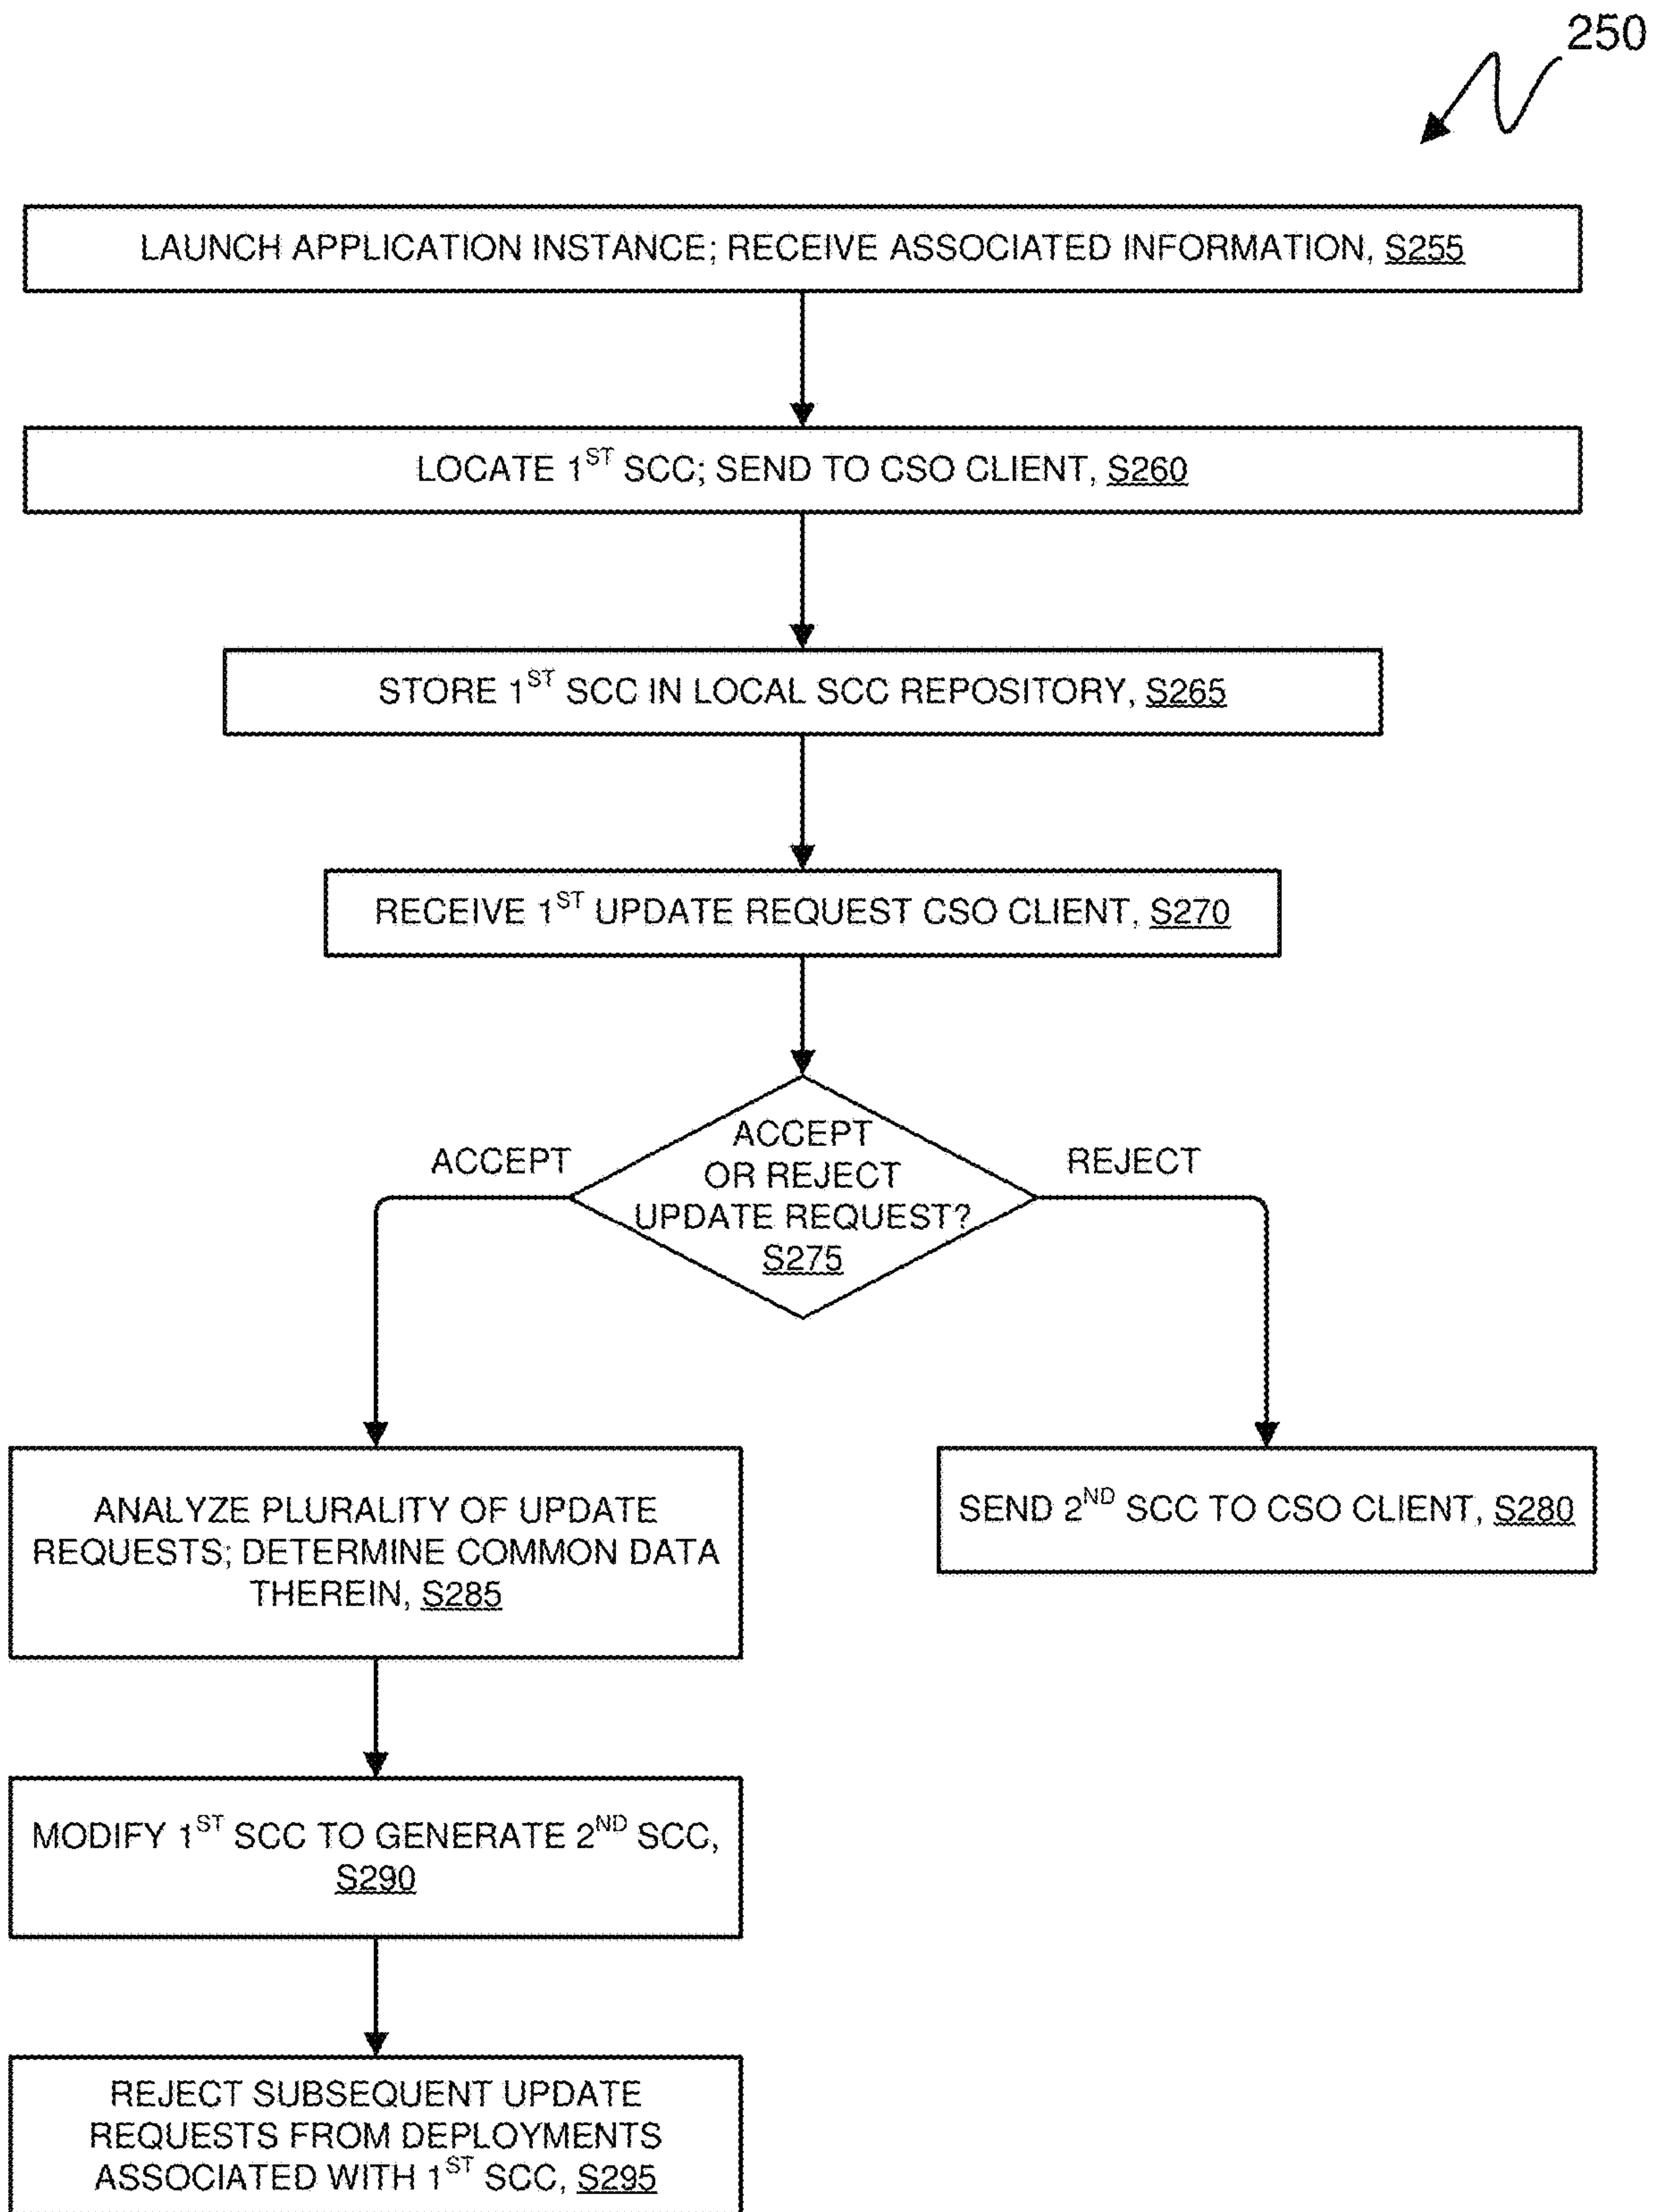 250
LAUNCH APPLICATION INSTANCE; RECEIVE ASSOCIATED INFORMATION, S255
LOCATE 1ST SCC; SEND TO CSO CLIENT, S260
STORE 1ST SCC IN LOCAL SCC REPOSITORY, S265
RECEIVE 1ST UPDATE REQUEST CSO CLIENT, S270
ACCEPT
OR REJECT
UPDATE REQUEST?
S275
ACCEPT
REJECT
ANALYZE PLURALITY OF UPDATE
REQUESTS; DETERMINE COMMON DATA
THEREIN, S285
SEND 2ND SCC TO CSO CLIENT, S280
MODIFY 1ST SCC TO GENERATE 2ND SCC,
S290
REJECT SUBSEQUENT UPDATE
REQUESTS FROM DEPLOYMENTS
ASSOCIATED WITH 1ST SCC, S295